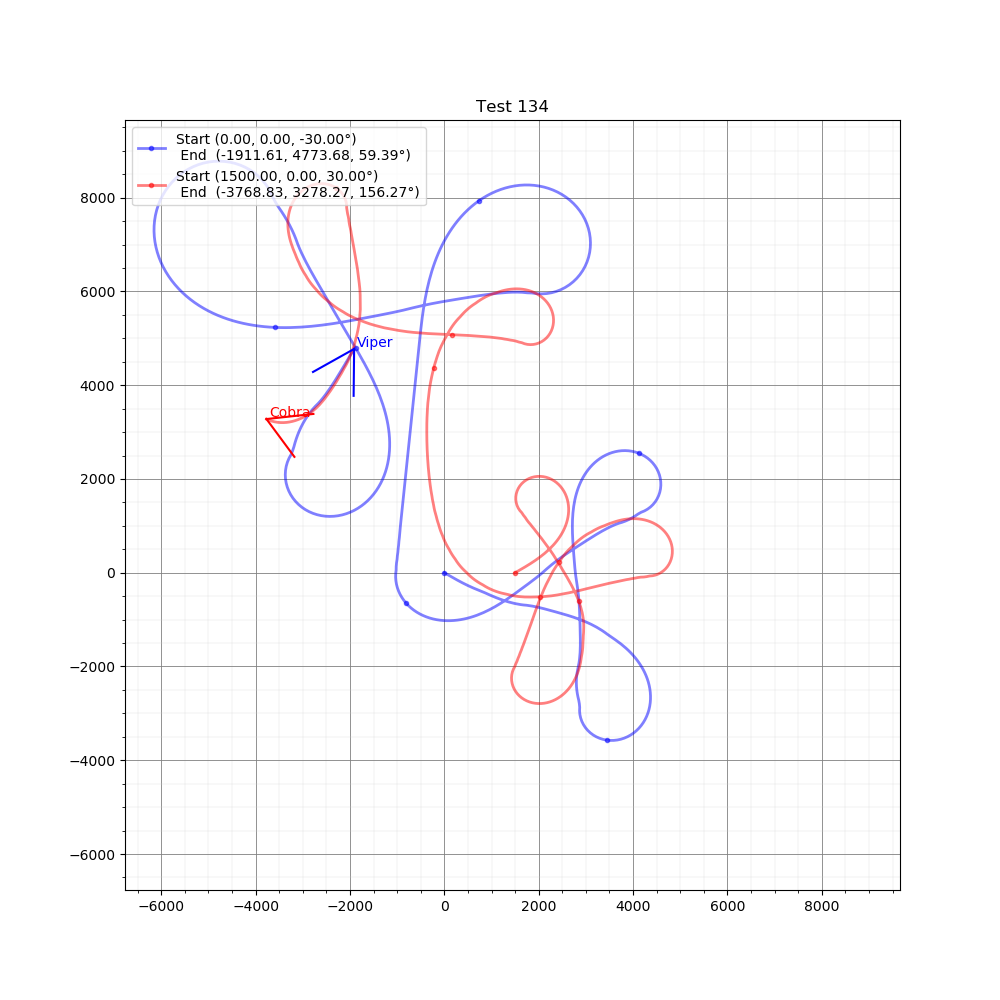 Test 134
Start (0.00, 0.00, -30.00°)
End  (-1911.61, 4773.68, 59.39°)
Start (1500.00, 0.00, 30.00°)
End  (-3768.83, 3278.27, 156.27°)
8000
6000
4000
2000
0
−2000
−4000
−6000
Viper
Cobra
−6000 −4000 −2000 0 2000 4000 6000 8000